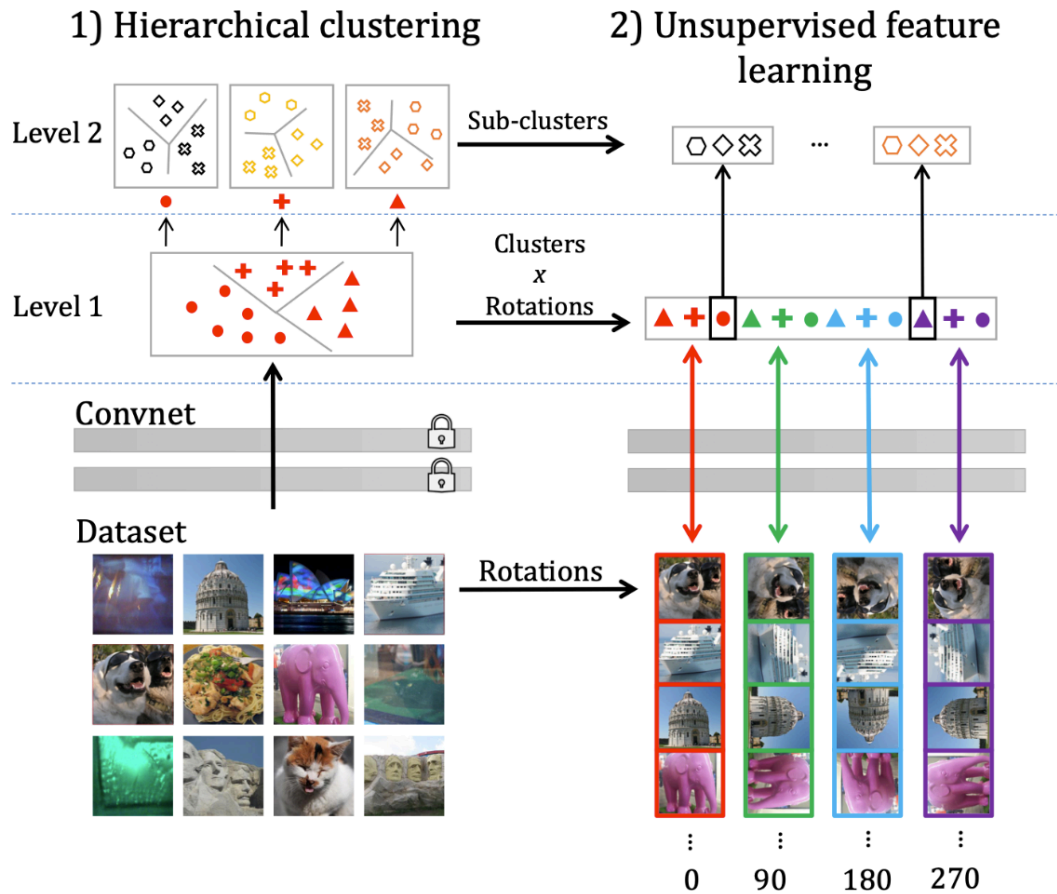 1) Hierarchical clustering
2) Unsupervised feature
learning
Level 2
Sub-clusters
...
Level 1
Clusters
x
Rotations
Convnet
Dataset
Rotations
0
90
180
270